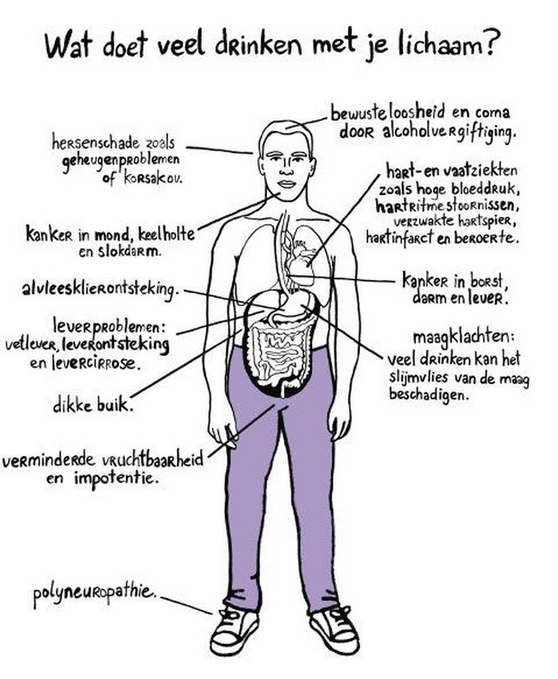 Wat doet veel drinken met je lichaam?
bewusteloosheid en coma
door alcoholvergiftiging.
hersenschade zoals
geheugenproblemen
of korsakov.
hart- en vaatziekten
zoals hoge bloeddruk,
hartritmestoornissen,
verzwakte hartspier,
hartinfarct en beroerte.
kanker in mond, keelholte
en slokdarm.
kanker in borst,
darm en lever.
alvleesklierontsteking.
leverproblemen:
vetlever, leverontsteking
en levercirrose.
maagklachten:
veel drinken kan het
slijmvlies van de maag
beschadigen.
dikke buik.
verminderde vruchtbaarheid
en impotentie.
polyneuropathie.